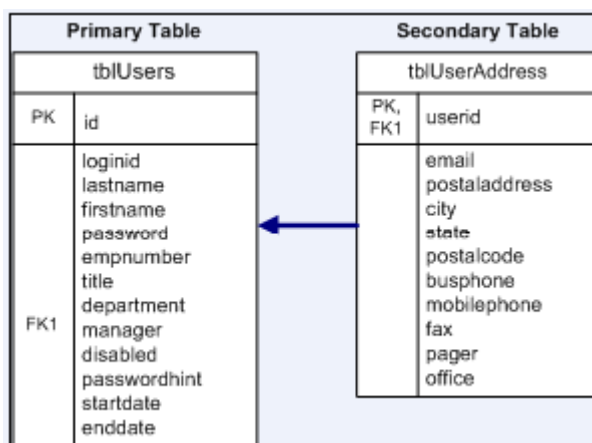 Primary Table
tblUsers
PK
id
FK1
loginid
lastname
firstname
password
empnumber
title
department
manager
disabled
passwordhint
startdate
enddate
Secondary Table
tblUserAddress
PK,
FK1
userid
email
postaladdress
city
state
postalcode
busphone
mobilephone
fax
pager
office